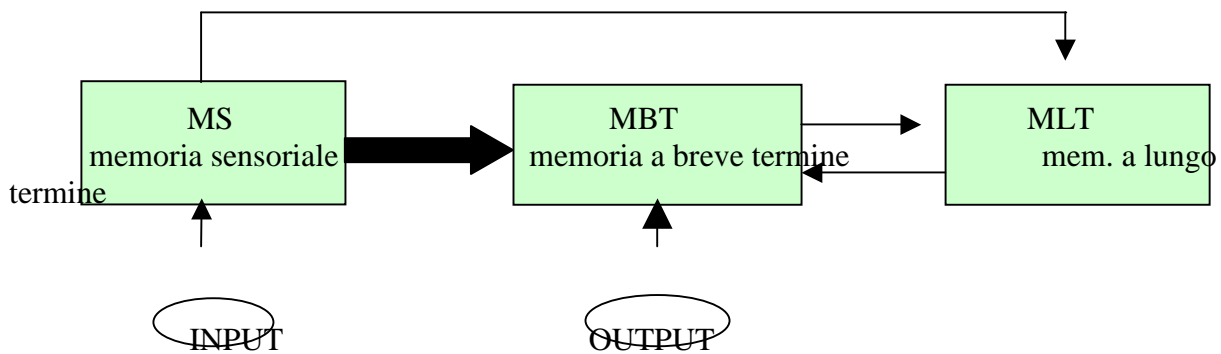 MS MBT MLT
memoria sensoriale memoria a breve termine mem. a lungo
termine
INPUT OUTPUT